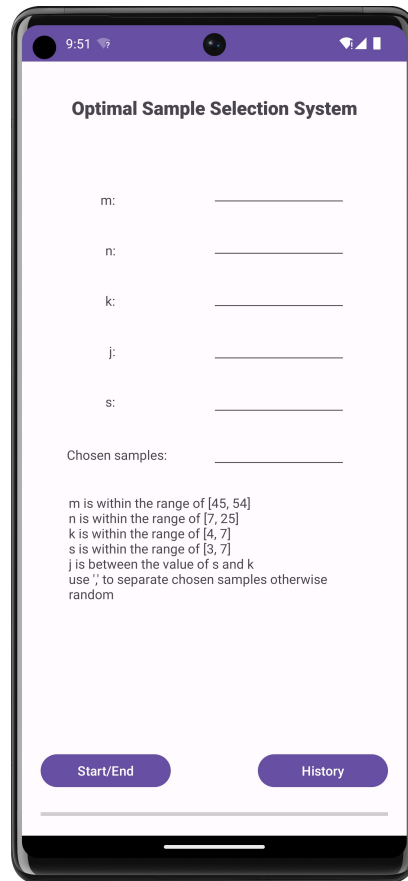 9:51
Optimal Sample Selection System
m:
n:
k:
j:
s:
Chosen samples:
m is within the range of [45, 54]
n is within the range of [7, 25]
k is within the range of [4, 7]
s is within the range of [3, 7]
j is between the value of s and k
use ',' to separate chosen samples otherwise
random
Start/End
History